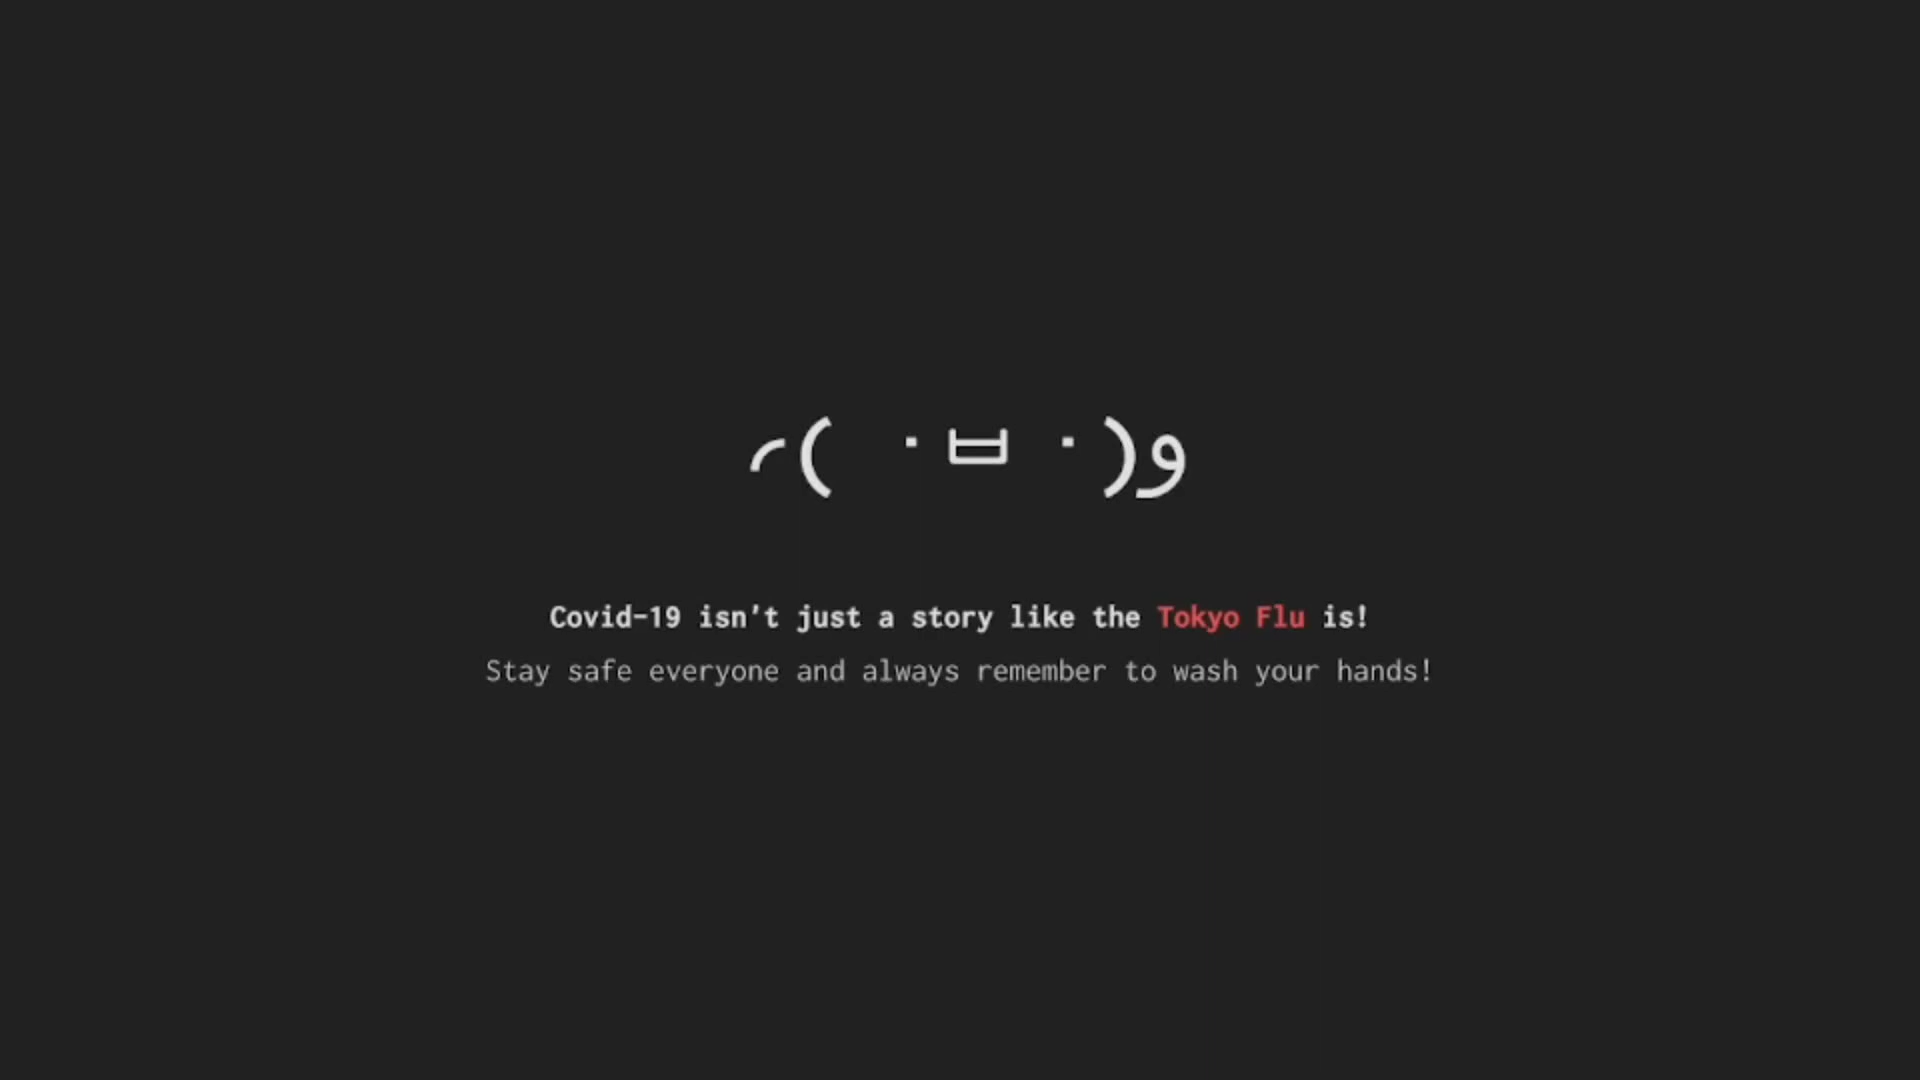 ╭( ･ㅂ･)و
Covid-19 isn't just a story like the Tokyo Flu is!
Stay safe everyone and always remember to wash your hands!